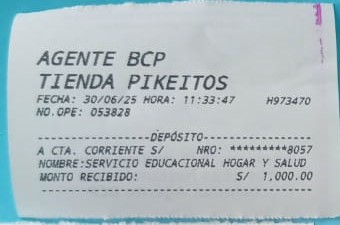 AGENTE BCP
TIENDA PIKEITOS
FECHA: 30/06/25 HORA: 11:33:47 H973470
NO.OPE: 053828
--------------------DEPÓSITO--------------------
A CTA. CORRIENTE S/ NRO: *********8057
NOMBRE:SERVICIO EDUCACIONAL HOGAR Y SALUD
MONTO RECIBIDO: S/ 1,000.00